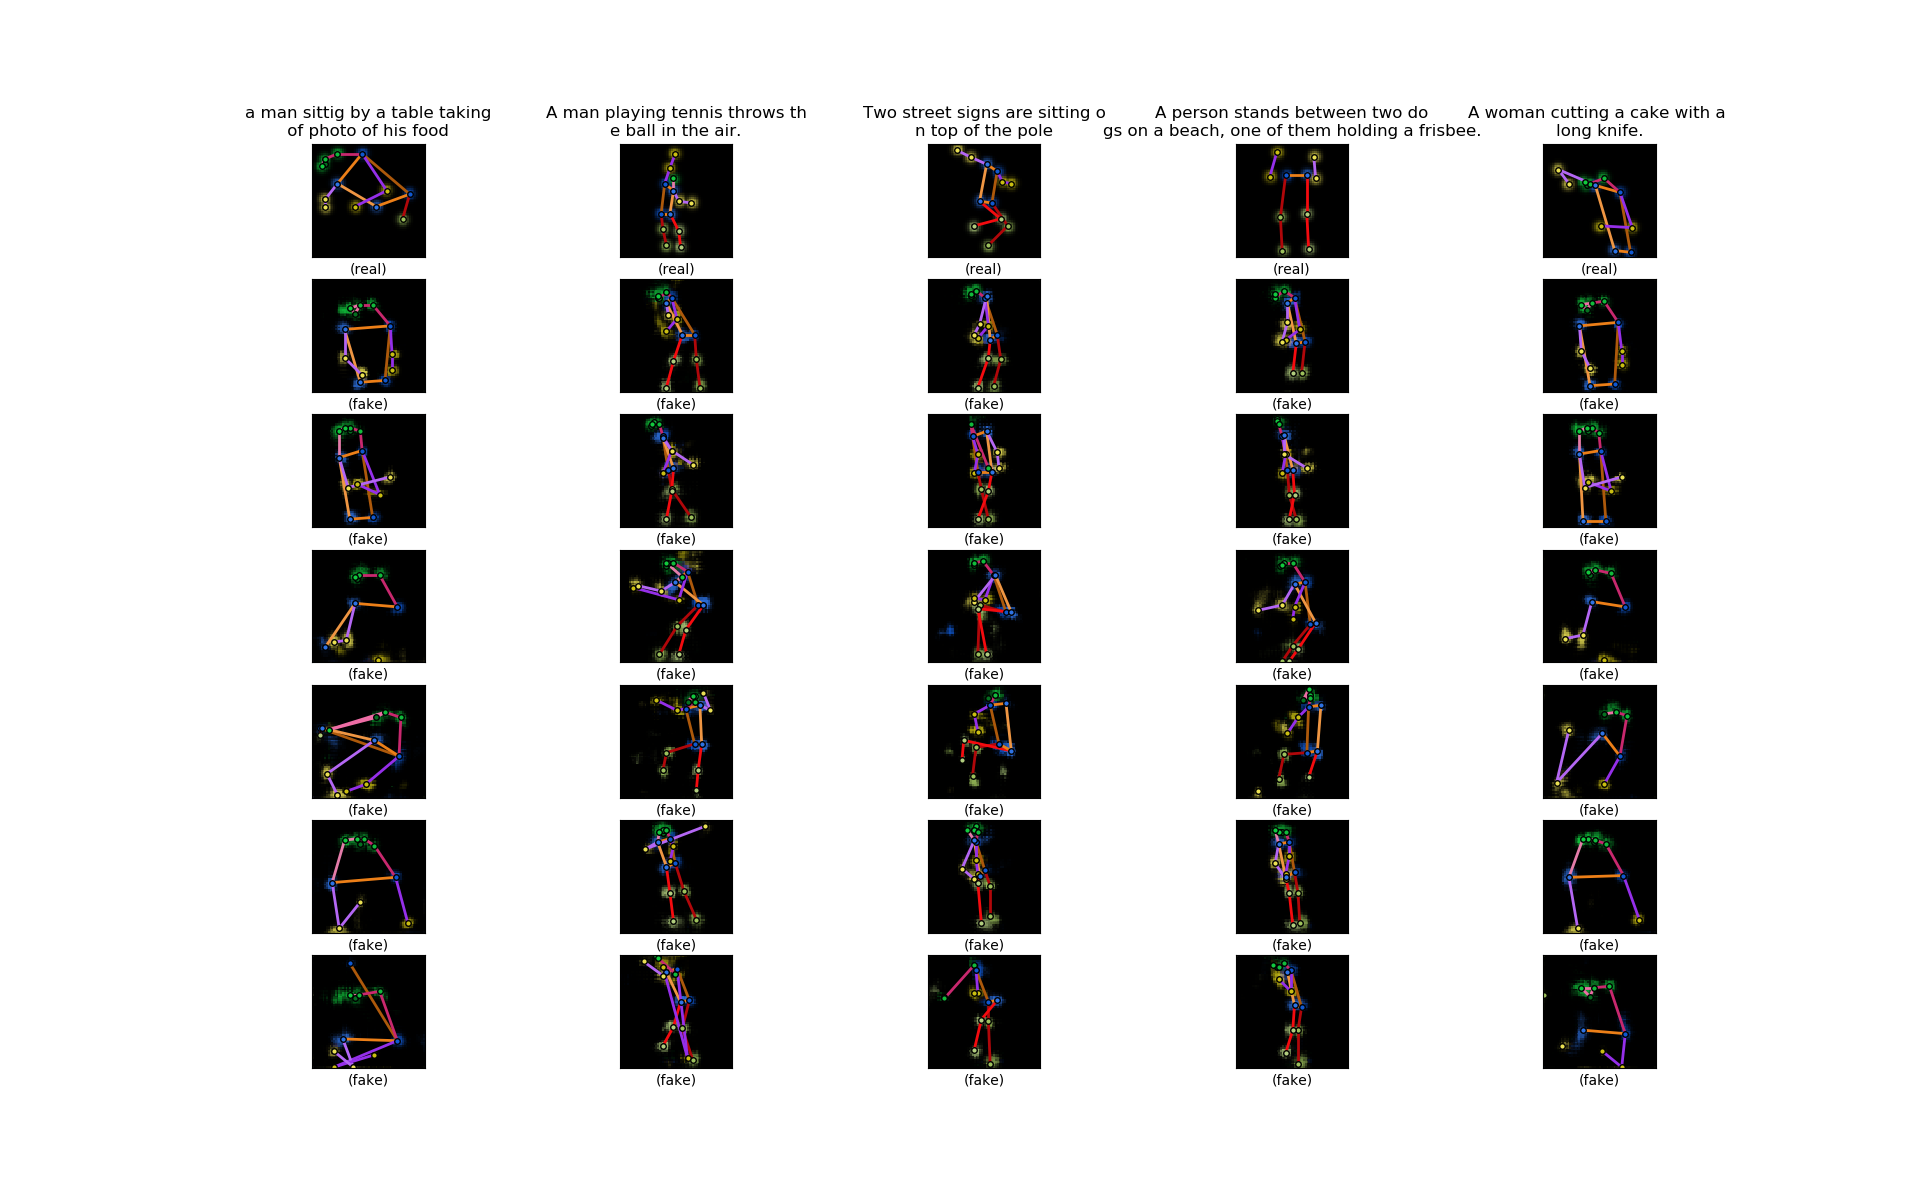 a man sittig by a table taking
of photo of his food
A man playing tennis throws th
e ball in the air.
Two street signs are sitting o
n top of the pole
A person stands between two do
gs on a beach, one of them holding a frisbee.
A woman cutting a cake with a
long knife.
(real) (real) (real) (real) (real)
(fake) (fake) (fake) (fake) (fake)
(fake) (fake) (fake) (fake) (fake)
(fake) (fake) (fake) (fake) (fake)
(fake) (fake) (fake) (fake) (fake)
(fake) (fake) (fake) (fake) (fake)
(fake) (fake) (fake) (fake) (fake)